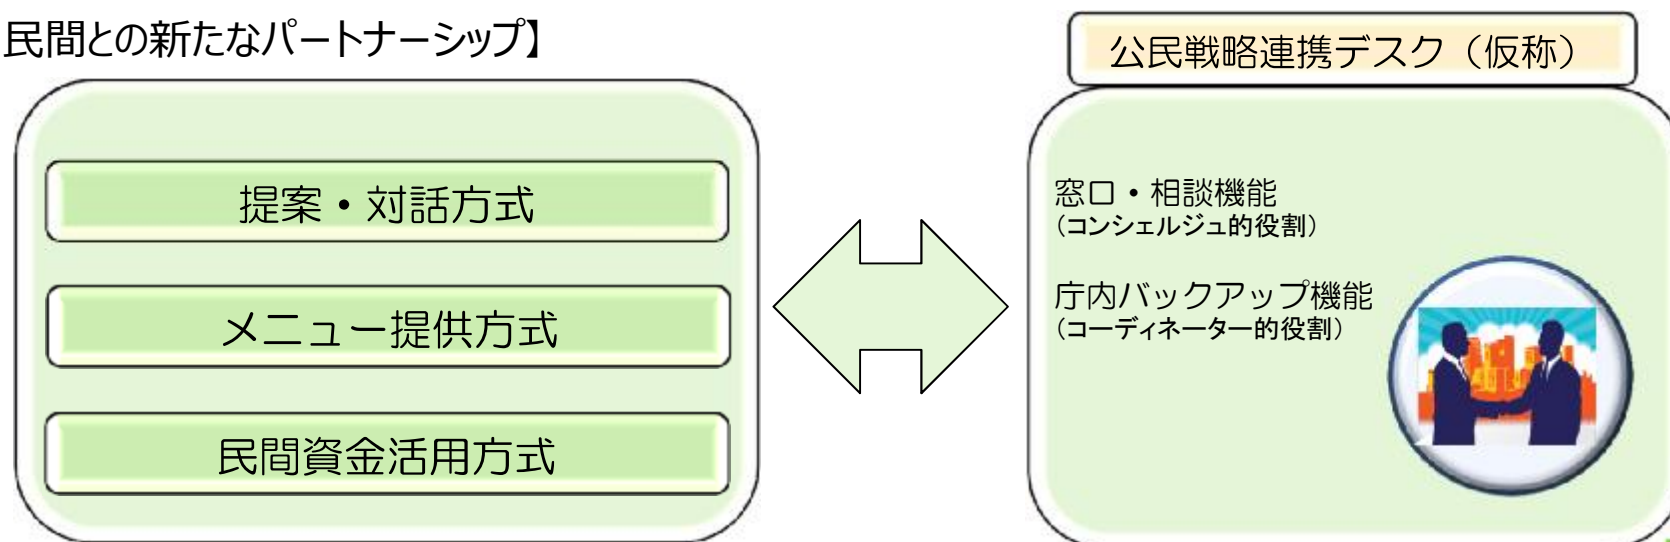 民間との新たなパートナーシップ】
提案・対話方式
メニュー提供方式
民間資金活用方式
公民戦略連携デスク（仮称）
窓口・相談機能
（コンシェルジュ的役割）
庁内バックアップ機能
（コーディネーター的役割）